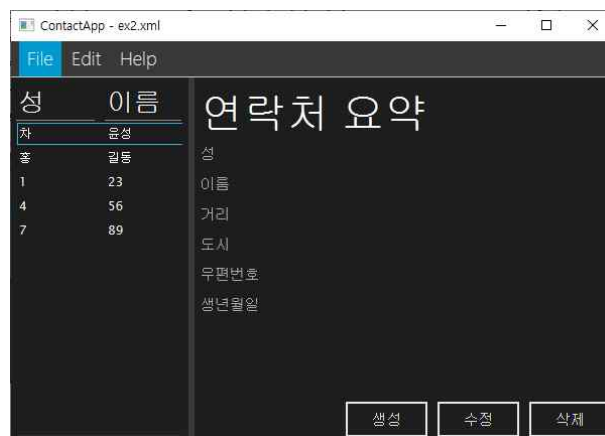 ContactApp - ex2.xml
File Edit Help
성 이름
차 윤성
홍 길동
1 23
4 56
7 89
연락처 요약
성
이름
거리
도시
우편번호
생년월일
생성 수정 삭제